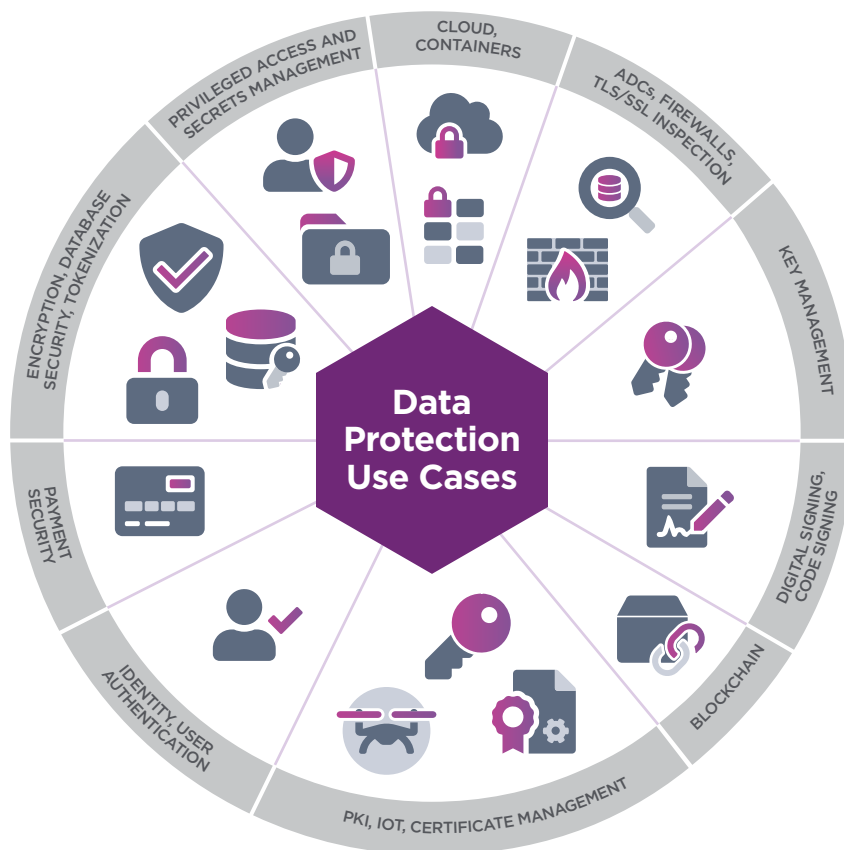 PRIVILEGED ACCESS AND
SECRETS MANAGEMENT
CLOUD,
CONTAINERS
ADCs, FIREWALLS,
TLS/SSL INSPECTION
KEY MANAGEMENT
DIGITAL SIGNING,
CODE SIGNING
BLOCKCHAIN
PKI, IOT, CERTIFICATE MANAGEMENT
IDENTITY, USER
AUTHENTICATION
PAYMENT
SECURITY
ENCRYPTION, DATABASE
SECURITY, TOKENIZATION
Data
Protection
Use Cases